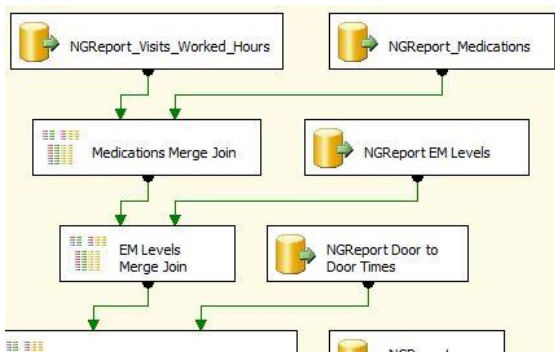 NGReport_Visits_Worked_Hours
NGReport_Medications
Medications Merge Join
NGReport EM Levels
EM Levels
Merge Join
NGReport Door to
Door Times